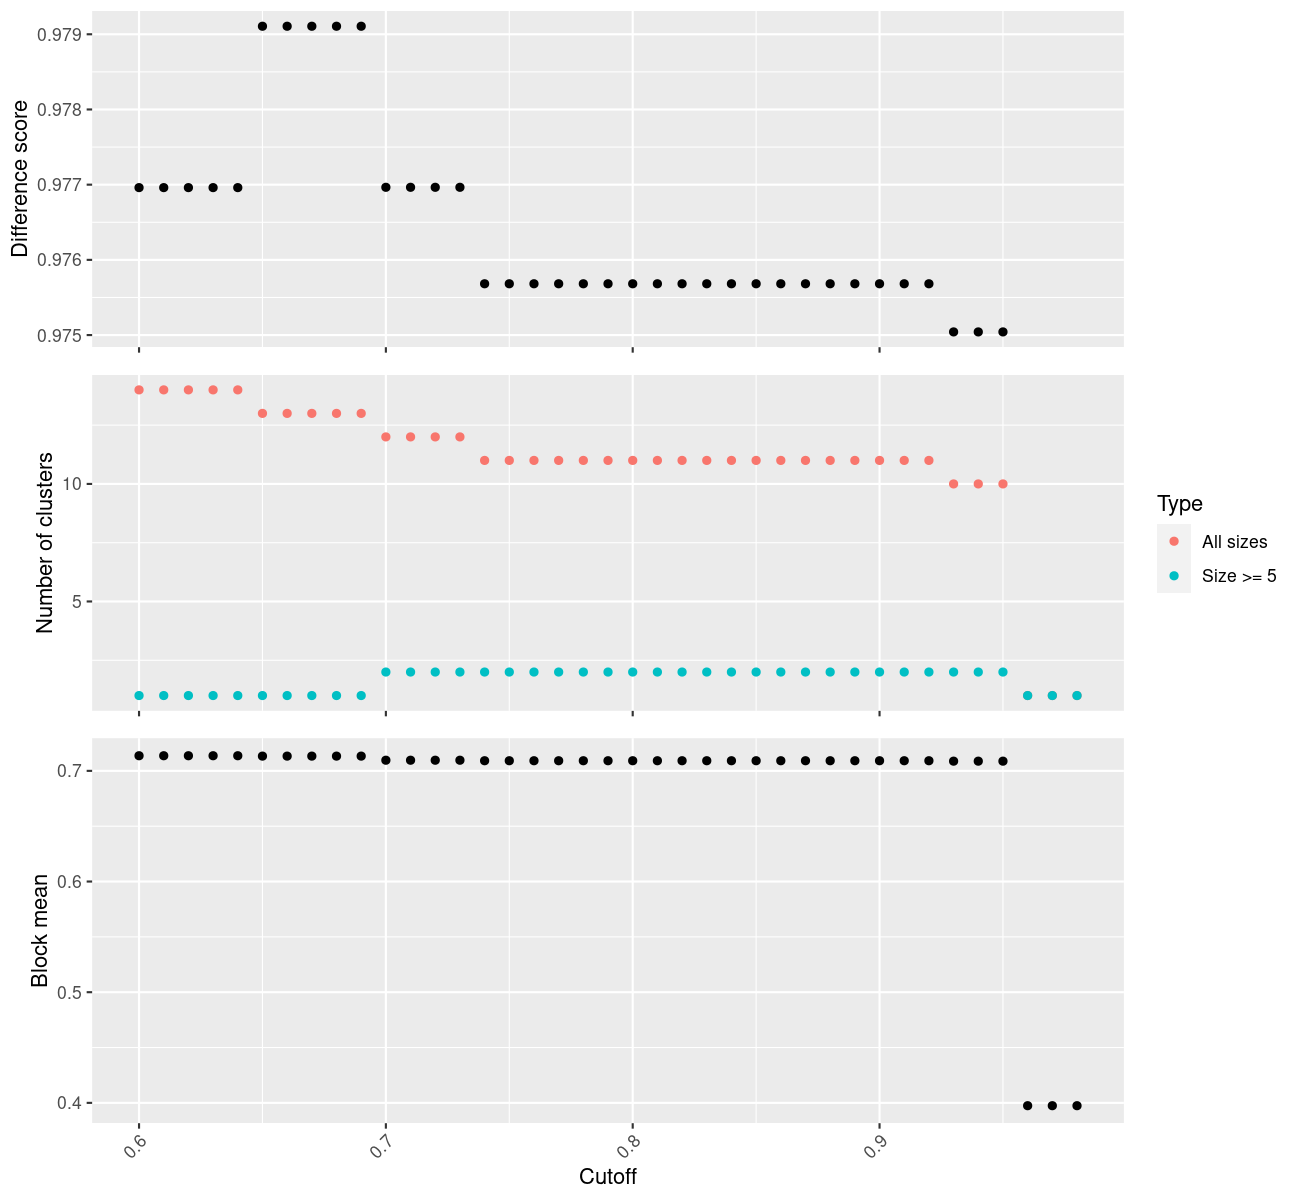 Difference score
0.979
0.978
0.977
0.976
0.975
Number of clusters
10
5
Type
All sizes
Size >= 5
Block mean
0.7
0.6
0.5
0.4
0.6
0.7
0.8
0.9
Cutoff